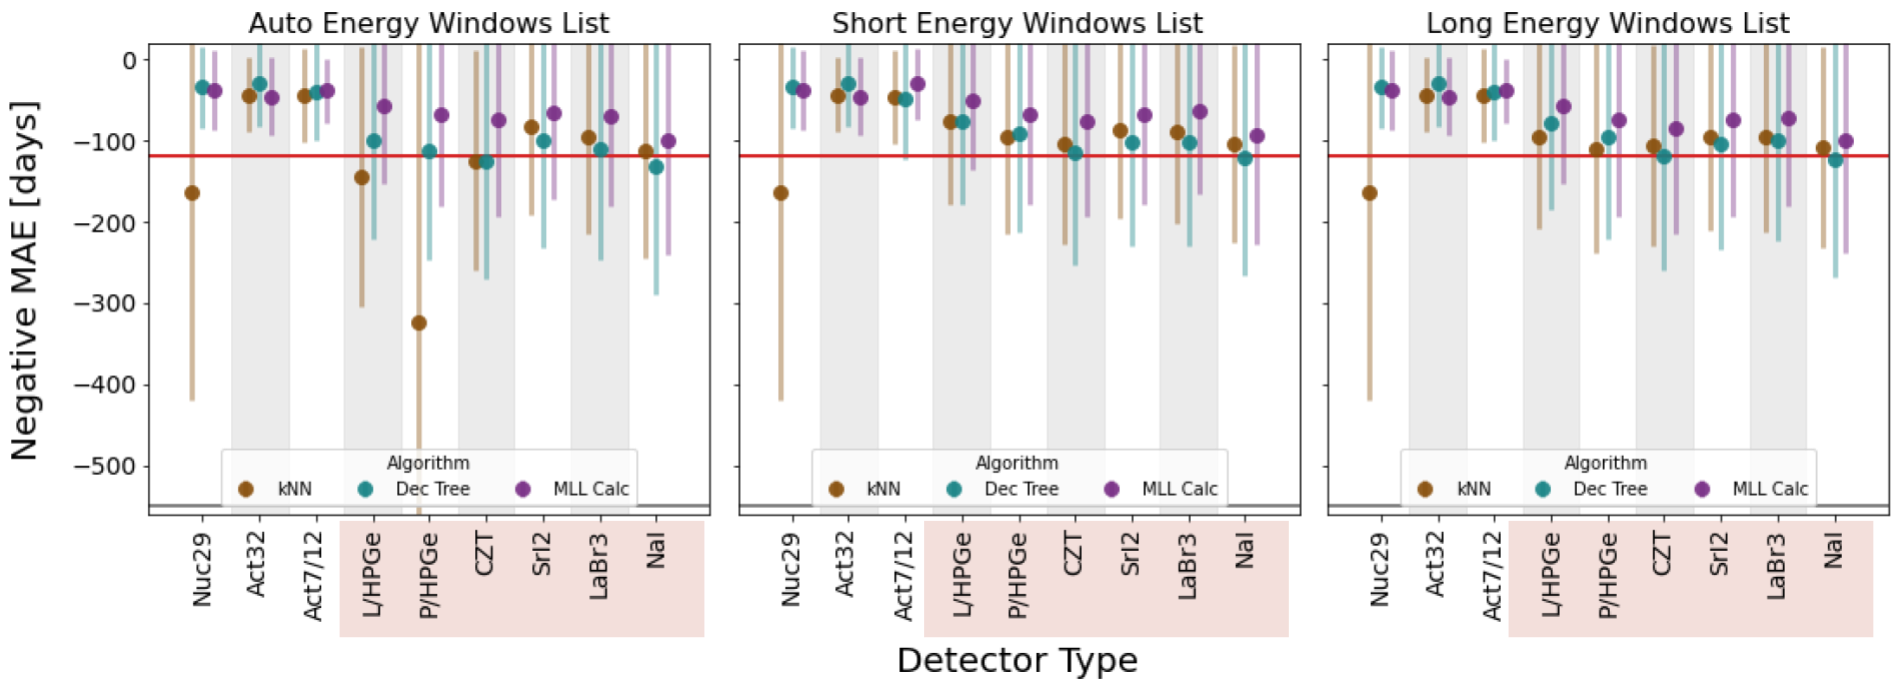 Auto Energy Windows List
Short Energy Windows List
Long Energy Windows List
Negative MAE [days]
0
−100
−200
−300
−400
−500
Algorithm
kNN Dec Tree MLL Calc
Algorithm
kNN Dec Tree MLL Calc
Algorithm
kNN Dec Tree MLL Calc
Nuc29
Act32
Act7/12
L/HPGe
P/HPGe
CZT
SrI2
LaBr3
NaI
Nuc29
Act32
Act7/12
L/HPGe
P/HPGe
CZT
SrI2
LaBr3
NaI
Nuc29
Act32
Act7/12
L/HPGe
P/HPGe
CZT
SrI2
LaBr3
NaI
Detector Type